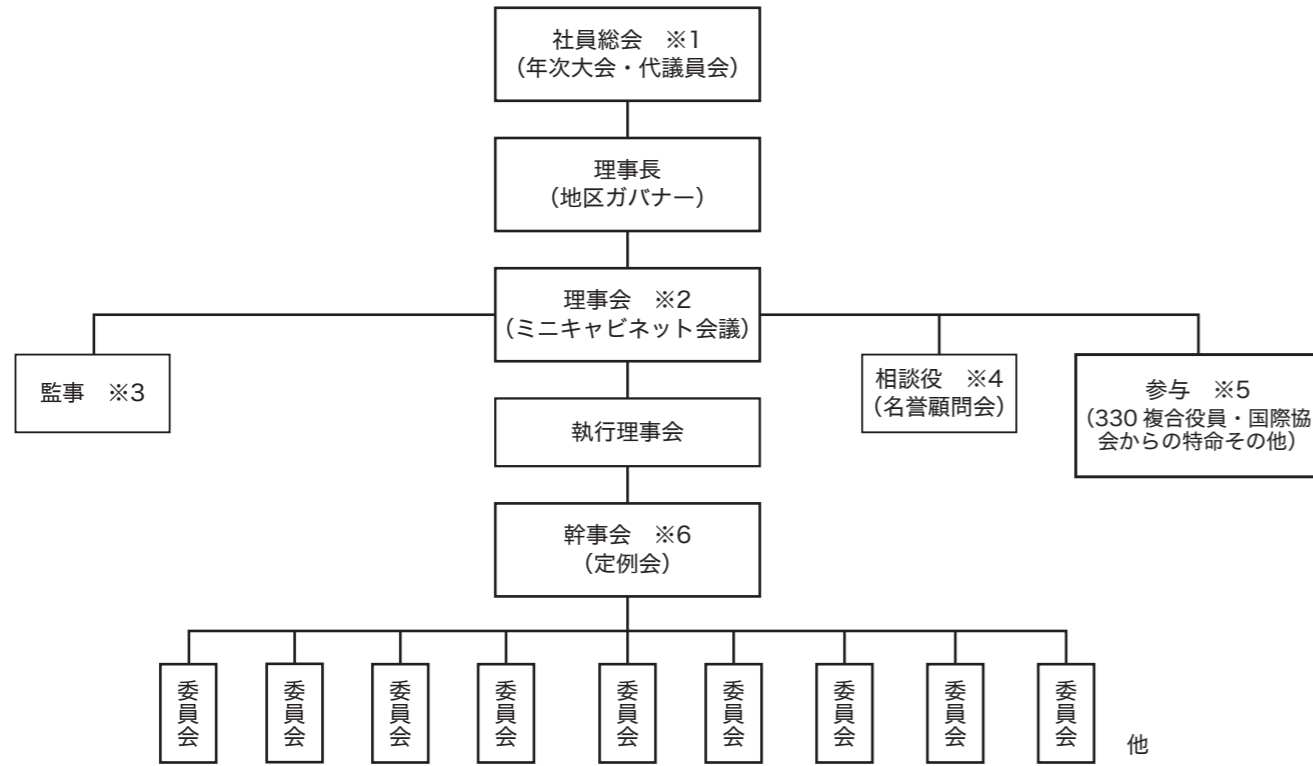 社員総会　※1
（年次大会・代議員会）
理事長
（地区ガバナー）
理事会　※2
（ミニキャビネット会議）
監事　※3
相談役　※4
（名誉顧問会）
参与　※5
（330 複合役員・国際協
会からの特命その他）
執行理事会
幹事会　※6
（定例会）
委員会
委員会
委員会
委員会
委員会
委員会
委員会
委員会
委員会
他